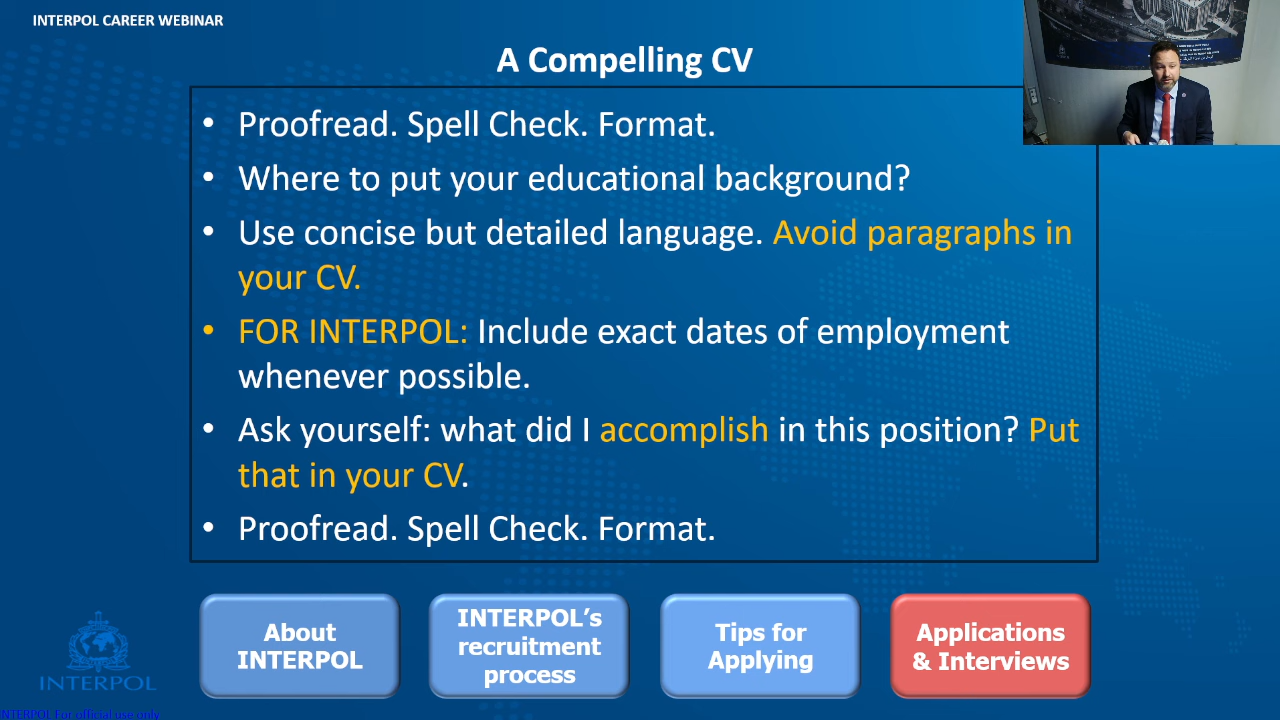 INTERPOL CAREER WEBINAR
A Compelling CV
• Proofread. Spell Check. Format.
• Where to put your educational background?
• Use concise but detailed language. Avoid paragraphs in
your CV.
• FOR INTERPOL: Include exact dates of employment
whenever possible.
• Ask yourself: what did I accomplish in this position? Put
that in your CV.
• Proofread. Spell Check. Format.
About
INTERPOL
INTERPOL’s
recruitment
process
Tips for
Applying
Applications
& Interviews
INTERPOL
INTERPOL For official use only